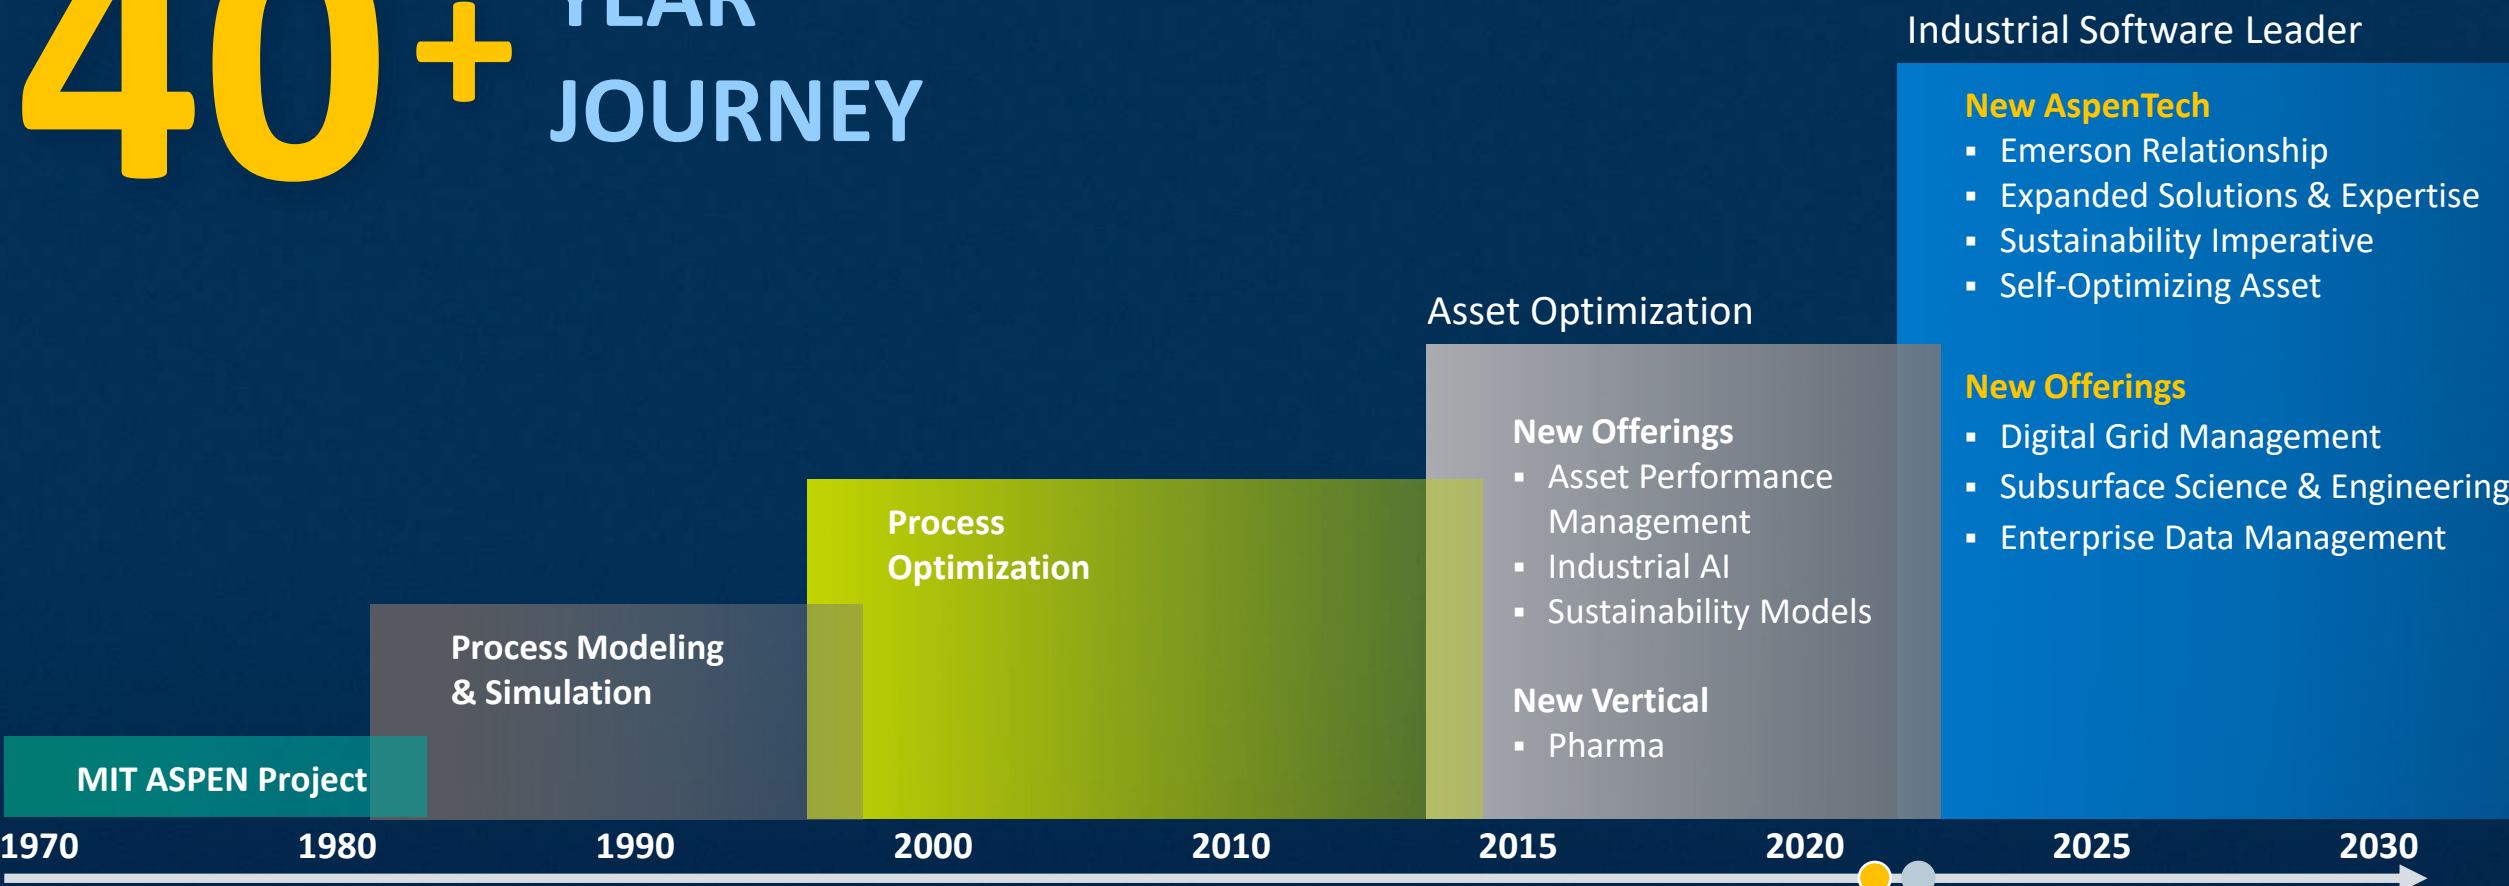 40+ YEAR
JOURNEY
Industrial Software Leader
New AspenTech
▪ Emerson Relationship
▪ Expanded Solutions & Expertise
▪ Sustainability Imperative
▪ Self-Optimizing Asset
New Offerings
▪ Digital Grid Management
▪ Subsurface Science & Engineering
▪ Enterprise Data Management
Asset Optimization
New Offerings
▪ Asset Performance
Management
▪ Industrial AI
▪ Sustainability Models
New Vertical
▪ Pharma
Process
Optimization
Process Modeling
& Simulation
MIT ASPEN Project
1970 1980 1990 2000 2010 2015 2020 2025 2030